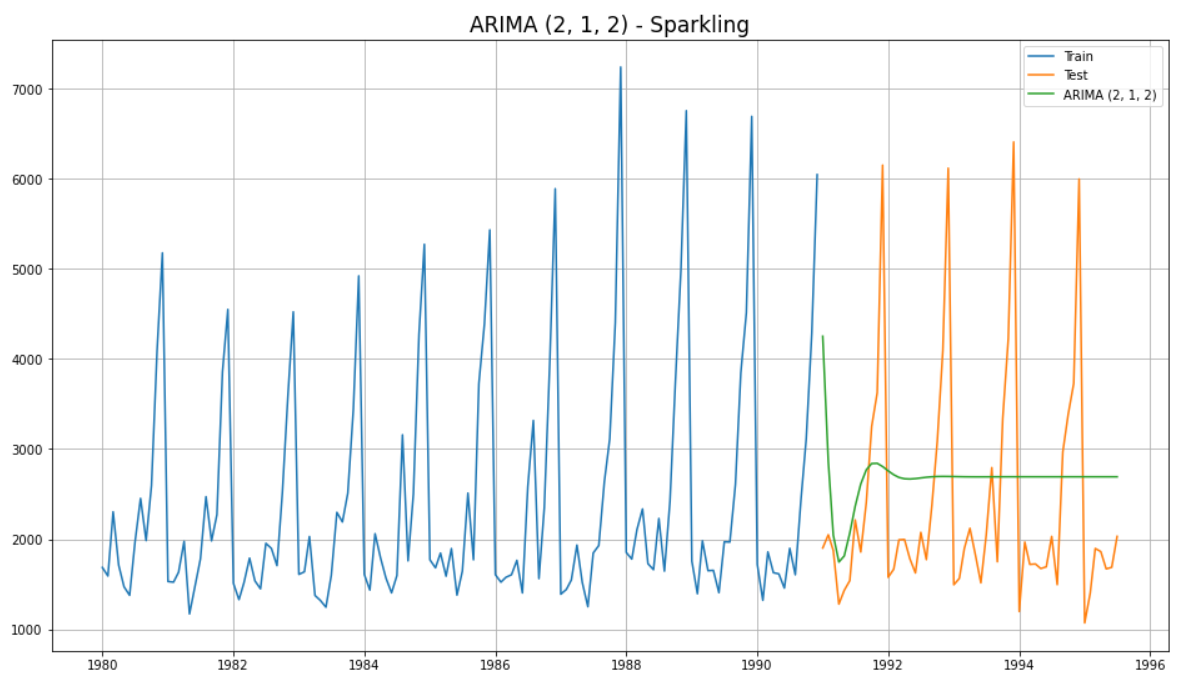 ARIMA (2, 1, 2) - Sparkling
Train
Test
ARIMA (2, 1, 2)
7000
6000
5000
4000
3000
2000
1000
1980 1982 1984 1986 1988 1990 1992 1994 1996